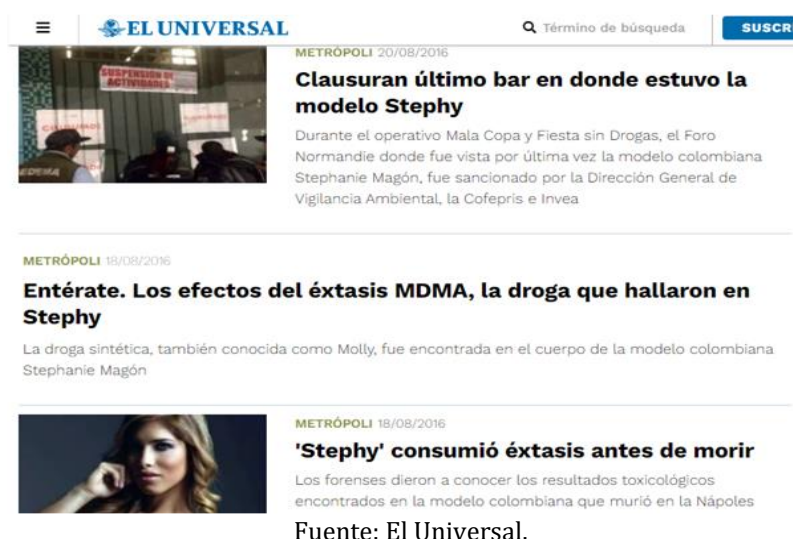 EL UNIVERSAL
Término de búsqueda
SUSCR
METRÓPOLI 20/08/2016
Clausuran último bar en donde estuvo la
modelo Stephy
Durante el operativo Mala Copa y Fiesta sin Drogas, el Foro
Normandie donde fue vista por última vez la modelo colombiana
Stephanie Magón, fue sancionado por la Dirección General de
Vigilancia Ambiental, la Cofepris e Invea
SUSPENSIÓN DE
ACTIVIDADES
METRÓPOLI 18/08/2016
Entérate. Los efectos del éxtasis MDMA, la droga que hallaron en
Stephy
La droga sintética, también conocida como Molly, fue encontrada en el cuerpo de la modelo colombiana
Stephanie Magón
METRÓPOLI 18/08/2016
'Stephy' consumió éxtasis antes de morir
Los forenses dieron a conocer los resultados toxicológicos
encontrados en la modelo colombiana que murió en la Nápoles
Fuente: El Universal.